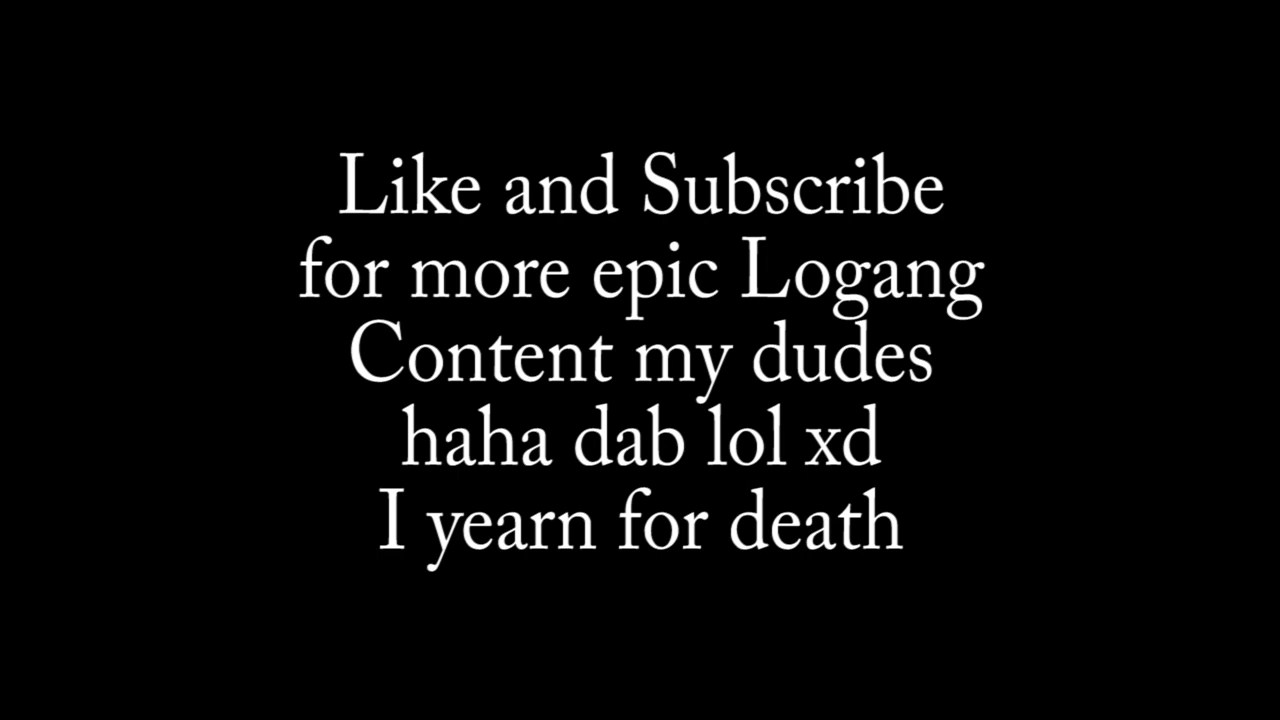 Like and Subscribe
for more epic Logang
Content my dudes
haha dab lol xd
I yearn for death